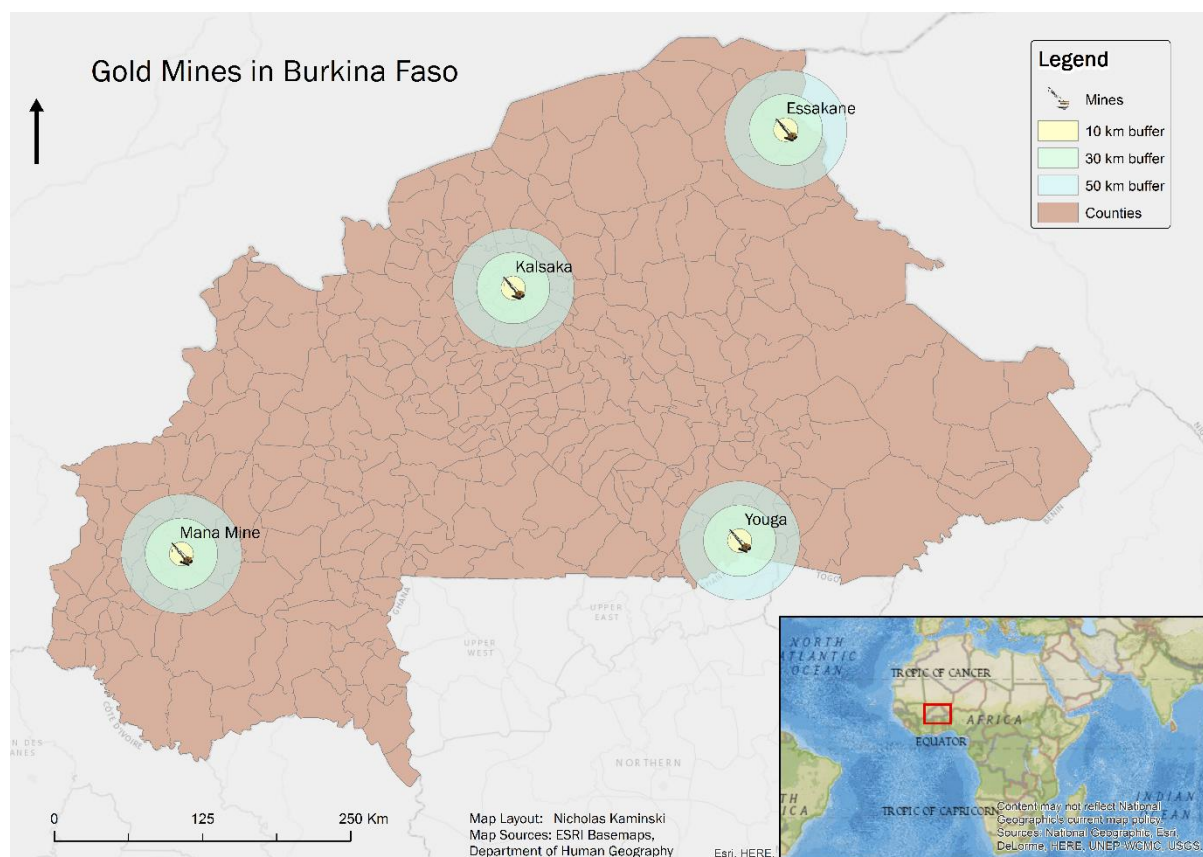 Gold Mines in Burkina Faso
Legend
Mines
10 km buffer
30 km buffer
50 km buffer
Counties
Essakane
Kalsaka
Mana Mine
Youga
BENIN
TOGO
GHANA
UPPER
EAST
UPPER
WEST
CÔTE D'IVOIRE
NORTHERN
0 125 250 Km
Map Layout: Nicholas Kaminski
Map Sources: ESRI Basemaps,
Department of Human Geography
Esri, HERE,
NORTH
ATLANTIC
OCEAN
TROPIC OF CANCER
AFRICA
EQUATOR
TROPIC OF CAPRICORN
INDIAN
Content may not reflect National
Geographic's current map policy.
Sources: National Geographic, Esri,
DeLorme, HERE, UNEP-WCMC, USGS